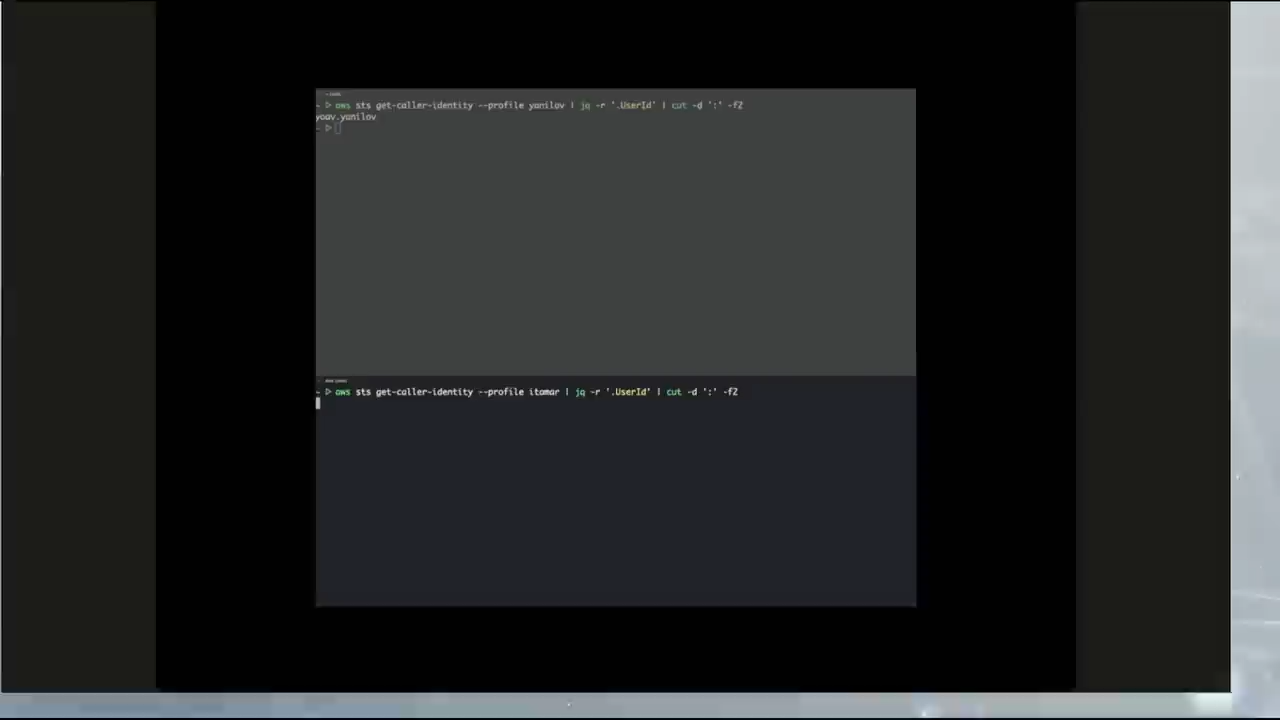 ~ ▷ aws sts get-caller-identity --profile yanilov | jq -r '.UserId' | cut -d ':' -f2
yoav.yanilov
~ ▷
~ ▷ aws sts get-caller-identity --profile itamar | jq -r '.UserId' | cut -d ':' -f2